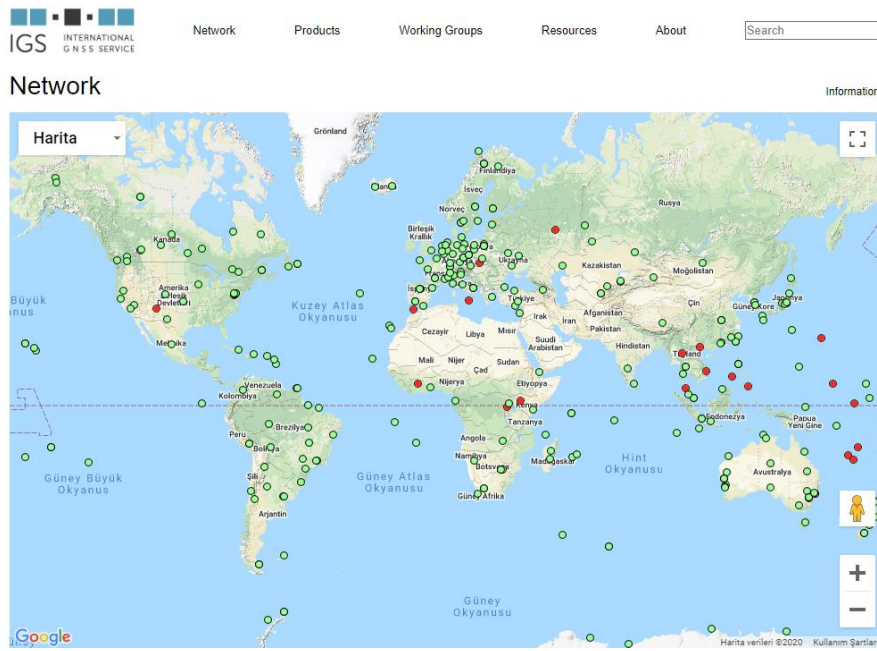 IGS INTERNATIONAL
GNSS SERVICE
Network
Products
Working Groups
Resources
About
Search
Network
Information
Harita
Grönland
Finlandiya
İsveç
Norveç
Rusya
Birleşik
Krallık
Kanada
Ukrayna
Kazakistan
Moğolistan
Amerika
Birleşik
Devletleri
Büyük
Kuzey Atlas
Okyanusu
Türkiye
Çin
Güney Kore
Japonya
Irak
İran
Afganistan
Pakistan
Cezayir
Libya
Mısır
Suudi
Arabistan
Hindistan
Meksika
Mali
Nijer
Çad
Sudan
Tayland
Venezuela
Kolombiya
Nijerya
Etiyopya
Kenya
Endonezya
Papua
Yeni Gine
Brezilya
Tanzanya
Peru
Bolivya
Angola
Namibya
Botsvana
Madagaskar
Hint
Okyanusu
Güney Büyük
Okyanus
Güney Atlas
Okyanusu
Avustralya
Şili
Güney Afrika
Arjantin
Güney
Okyanusu
Google
Harita verileri ©2020
Kullanım Şartları